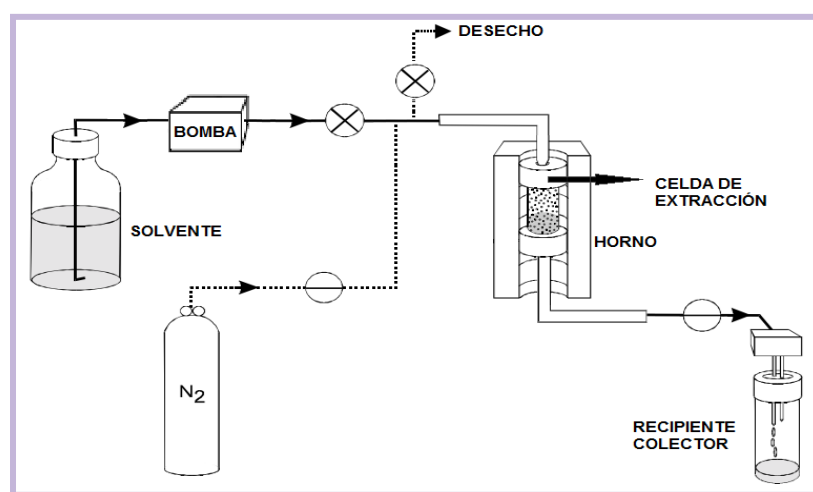 DESECHO
BOMBA
SOLVENTE
CELDA DE
EXTRACCIÓN
HORNO
N2
RECIPIENTE
COLECTOR